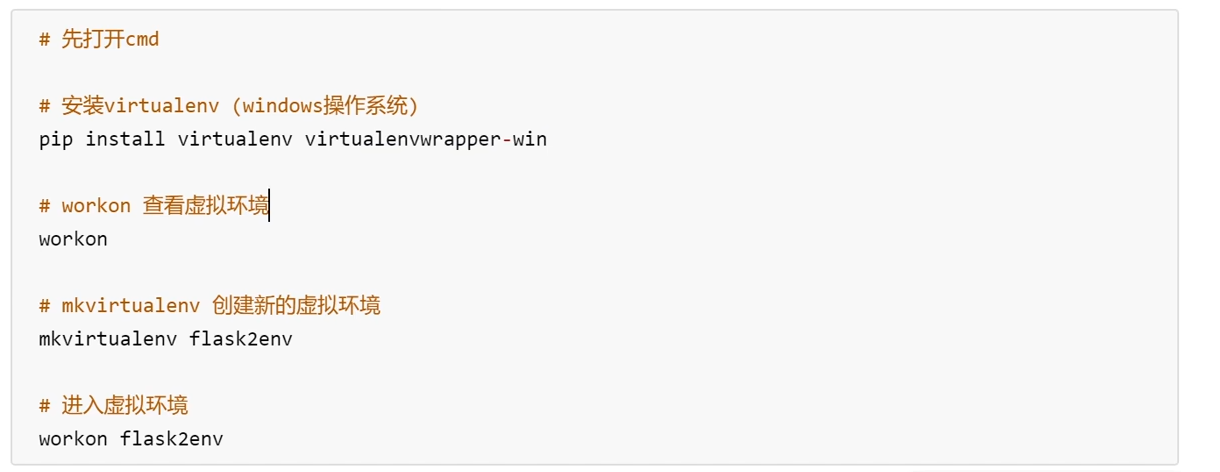 # 先打开cmd
# 安装virtualenv (windows操作系统)
pip install virtualenv virtualenvwrapper-win
# workon 查看虚拟环境
workon
# mkvirtualenv 创建新的虚拟环境
mkvirtualenv flask2env
# 进入虚拟环境
workon flask2env